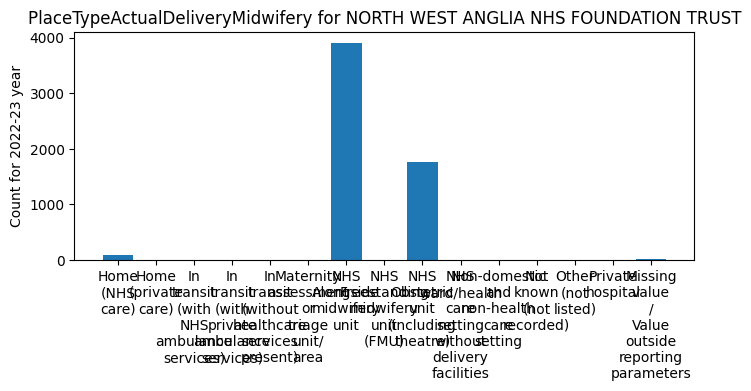 PlaceTypeActualDeliveryMidwifery for NORTH WEST ANGLIA NHS FOUNDATION TRUST
Count for 2022-23 year
4000
3000
2000
1000
0
Home
(NHS
care)
Home
(private
care)
In
transit
(with
NHS
ambulance
services)
In
transit
(with
private
ambulance
services)
In
transit
(without
healthcare
services
present)
Maternity
assessment
or
triage
unit/
area
NHS
Alongside
midwifery
unit
NHS
Freestanding
midwifery
unit
(FMU)
NHS
Obstetric
unit
(including
theatre)
NHS
ward/health
care
setting
without
delivery
facilities
Non-domestic
and
non-health
care
setting
Not
known
(not
recorded)
Other
(not
listed)
Private
hospital
Missing
value
/
Value
outside
reporting
parameters